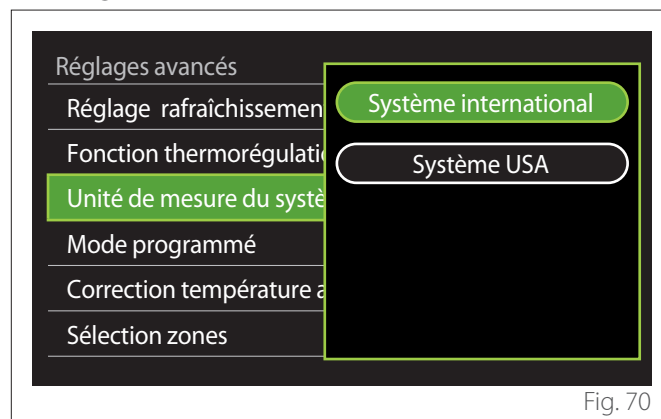 Réglages avancés
Réglage rafraîchissemen
Fonction thermorégulati
Unité de mesure du systè
Mode programmé
Correction température a
Sélection zones
Système international
Système USA
Fig. 70